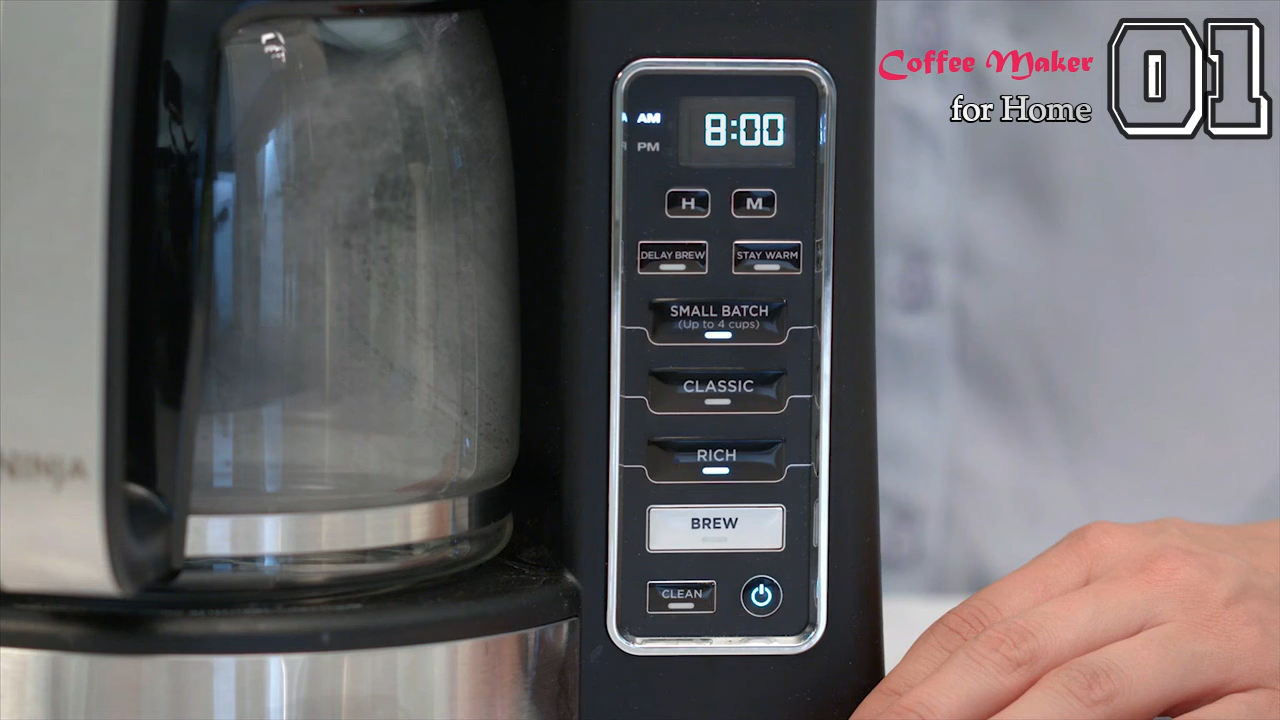 Coffee Maker
for Home
01
AM
PM
8:00
H
M
DELAY BREW
STAY WARM
SMALL BATCH
(Up to 4 cups)
CLASSIC
RICH
BREW
CLEAN
NINJA